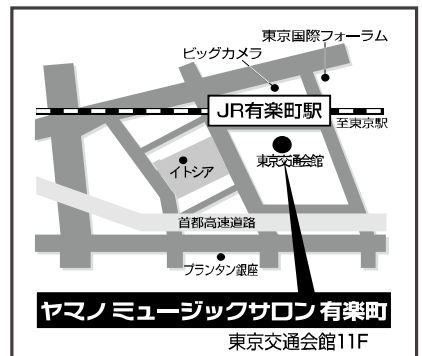 東京国際フォーラム
ビッグカメラ
JR有楽町駅
至東京駅
東京交通会館
イトシア
首都高速道路
プランタン銀座
ヤマノ ミュージックサロン 有楽町
東京交通会館11F